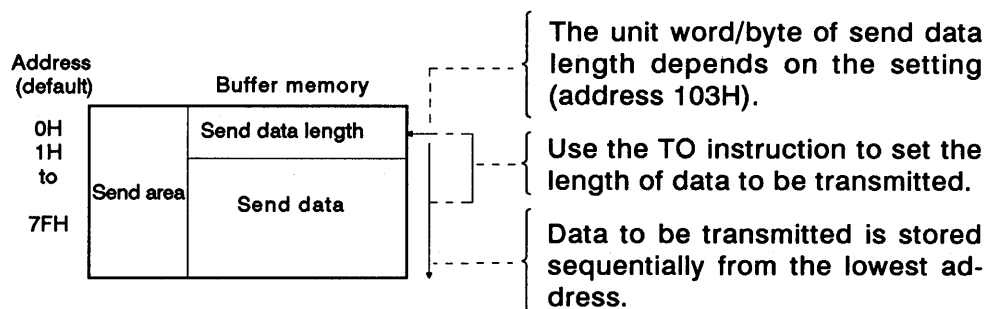 Address
(default)
Buffer memory
0H
1H
to
7FH
Send area
Send data length
Send data
The unit word/byte of send data
length depends on the setting
(address 103H).
Use the TO instruction to set the
length of data to be transmitted.
Data to be transmitted is stored
sequentially from the lowest ad-
dress.